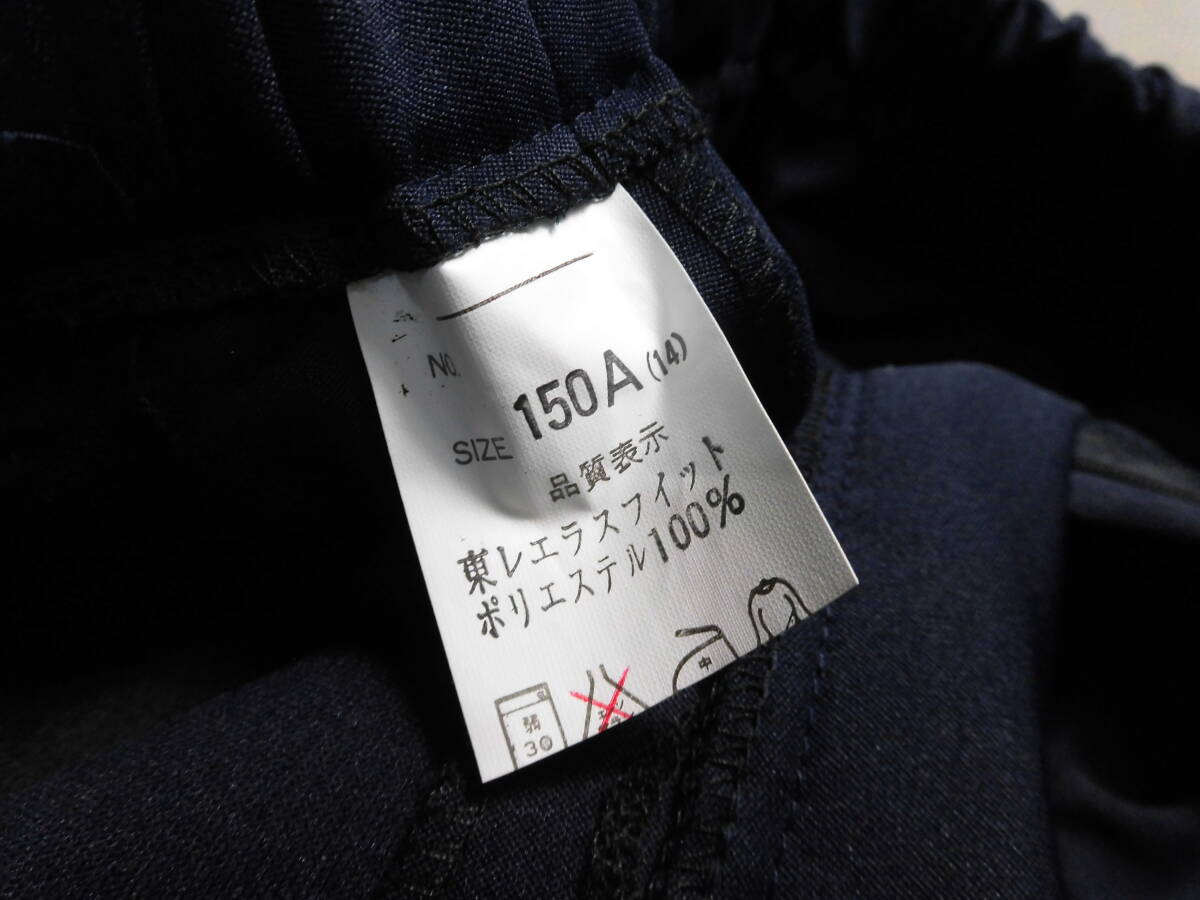 No.
SIZE 150A (14)
品質表示
東レエラスフイット
ポリエステル100%
中
弱
30